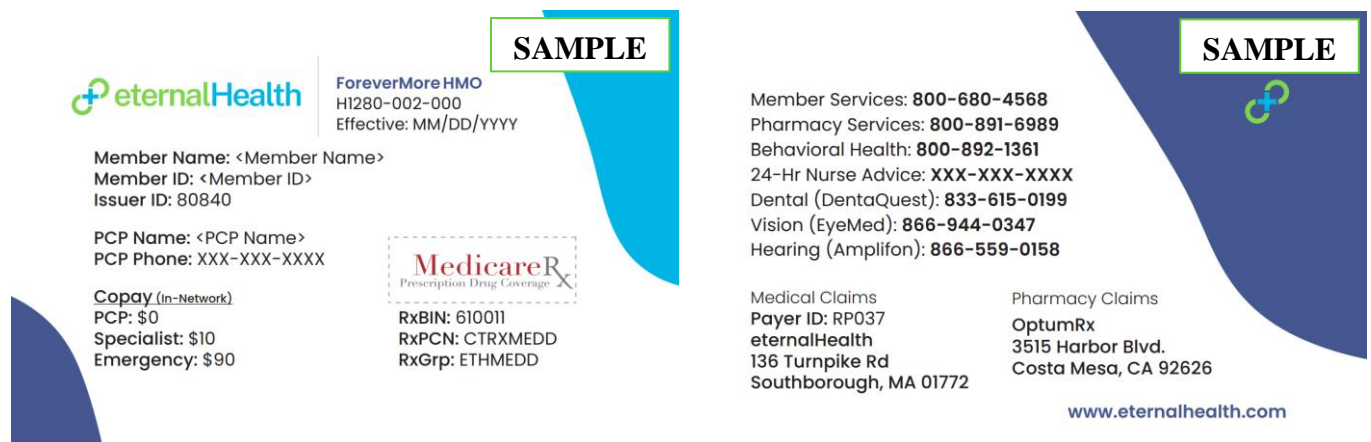 SAMPLE
eternalHealth
ForeverMore HMO
H1280-002-000
Effective: MM/DD/YYYY
Member Name: <Member Name>
Member ID: <Member ID>
Issuer ID: 80840
PCP Name: <PCP Name>
PCP Phone: XXX-XXX-XXXX
Copay (In-Network)
PCP: $0
Specialist: $10
Emergency: $90
MedicareRx
Prescription Drug Coverage
RxBIN: 610011
RxPCN: CTRXMEDD
RxGrp: ETHMEDD
SAMPLE
Member Services: 800-680-4568
Pharmacy Services: 800-891-6989
Behavioral Health: 800-892-1361
24-Hr Nurse Advice: XXX-XXX-XXXX
Dental (DentaQuest): 833-615-0199
Vision (EyeMed): 866-944-0347
Hearing (Amplifon): 866-559-0158
Medical Claims
Payer ID: RP037
eternalHealth
136 Turnpike Rd
Southborough, MA 01772
Pharmacy Claims
OptumRx
3515 Harbor Blvd.
Costa Mesa, CA 92626
www.eternalhealth.com